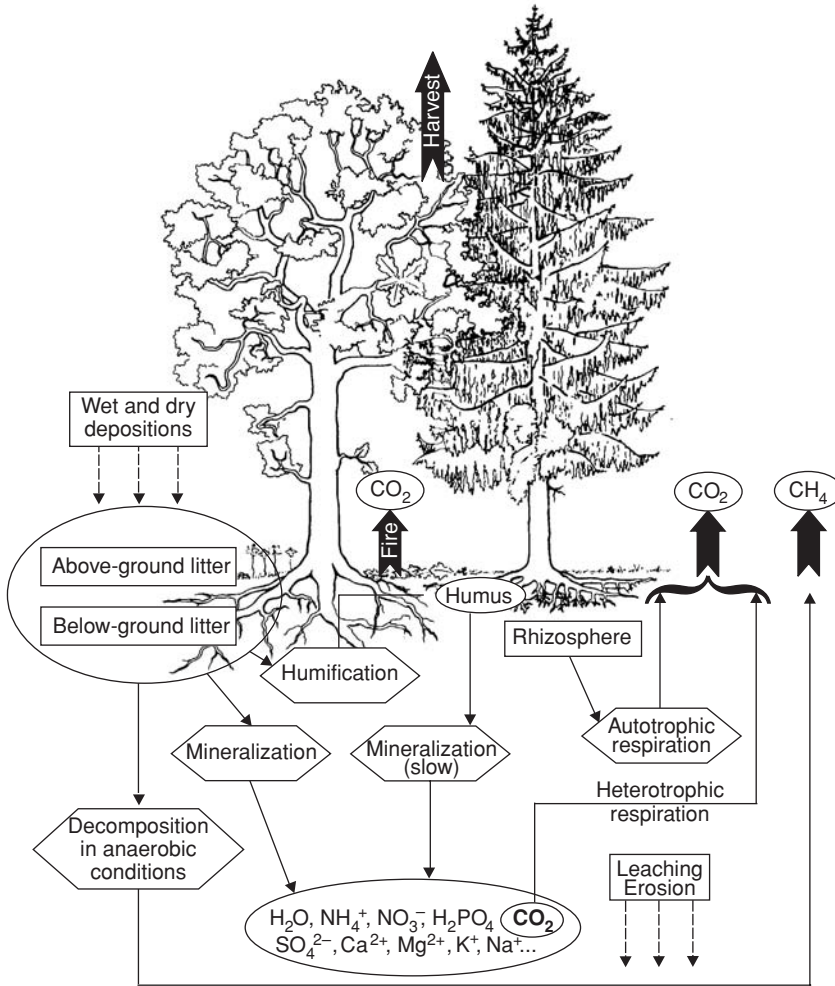 Harvest
Wet and dry
depositions
CO₂
CO₂
CH₄
Fire
Above-ground litter
Humus
Below-ground litter
Rhizosphere
Humification
Mineralization
Mineralization
(slow)
Autotrophic
respiration
Heterotrophic
respiration
Decomposition
in anaerobic
conditions
Leaching
Erosion
H₂O, NH₄⁺, NO₃⁻, H₂PO₄ CO₂
SO₄²⁻, Ca²⁺, Mg²⁺, K⁺, Na⁺...